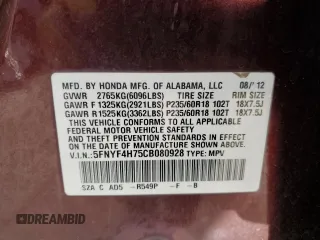 MFD. BY HONDA MFG. OF ALABAMA, LLC 08/'12
GVWR 2765KG(6096LBS) TIRE SIZE RIM SIZE
GAWR F 1325KG(2921LBS) P235/60R18 102T 18X7.5J
GAWR R 1525KG(3362LBS) P235/60R18 102T 18X7.5J
THIS VEHICLE CONFORMS TO ALL APPLICABLE
FEDERAL MOTOR VEHICLE SAFETY AND
THEFT PREVENTION STANDARDS IN EFFECT ON
THE DATE OF MANUFACTURE SHOWN ABOVE.
V.I.N.:5FNYF4H75CB080928 TYPE: MPV
SZA C AD5 -R549P -F -B